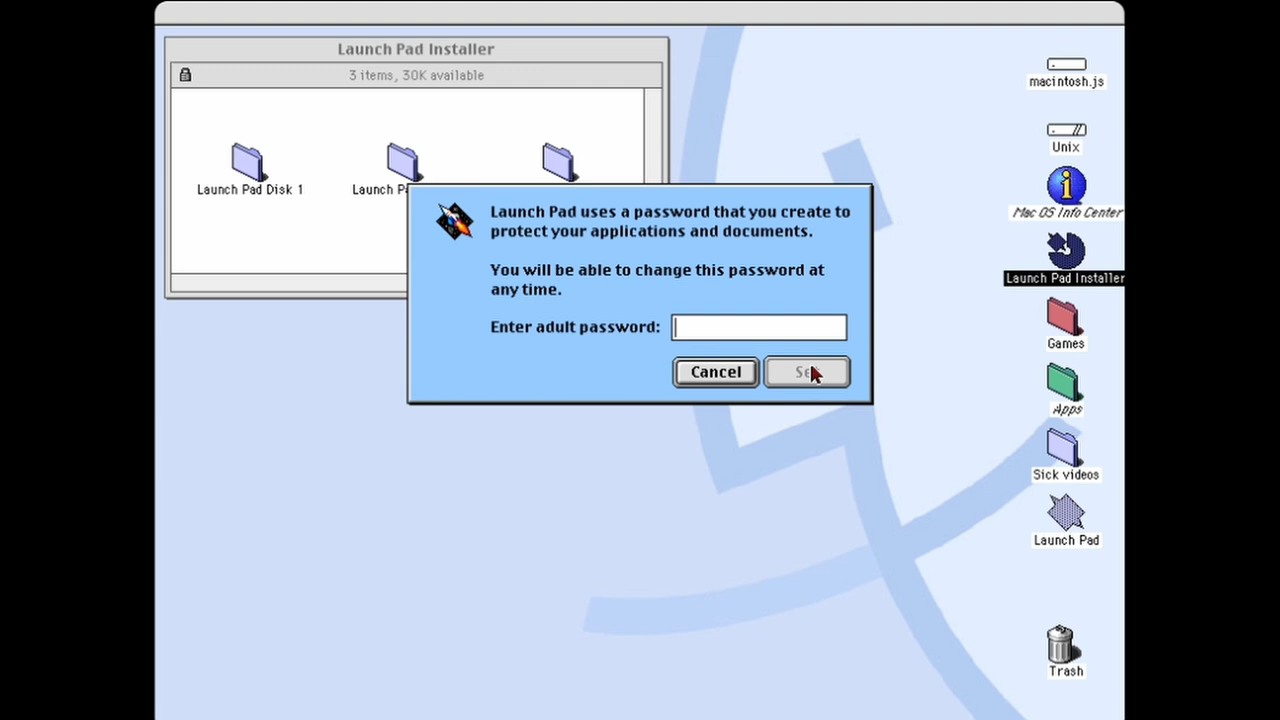 Launch Pad Installer
3 items, 30K available
Launch Pad Disk 1
Launch
Launch Pad uses a password that you create to
protect your applications and documents.
You will be able to change this password at
any time.
Enter adult password:
Cancel
macintosh.js
Unix
Mac OS Info Center
Launch Pad Installer
Games
Apps
Sick videos
Launch Pad
Trash